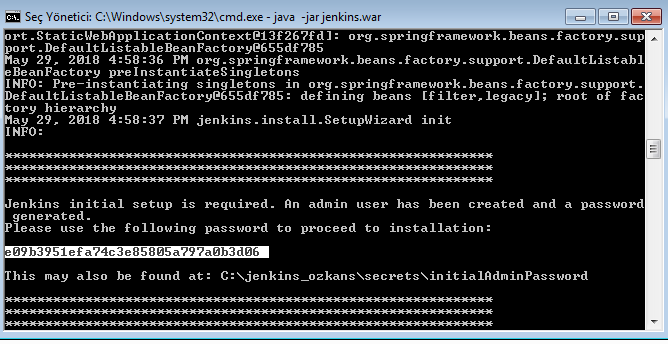 Seç Yönetici: C:\Windows\system32\cmd.exe - java -jar jenkins.war
ort.StaticWebApplicationContext@13f267fd]: org.springframework.beans.factory.sup
port.DefaultListableBeanFactory@655df785
May 29, 2018 4:58:36 PM org.springframework.beans.factory.support.DefaultListabl
eBeanFactory preInstantiateSingletons
INFO: Pre-instantiating singletons in org.springframework.beans.factory.support.
DefaultListableBeanFactory@655df785: defining beans [filter,legacy]; root of fac
tory hierarchy
May 29, 2018 4:58:37 PM jenkins.install.SetupWizard init
INFO:
*************************************************************
*************************************************************
*************************************************************
Jenkins initial setup is required. An admin user has been created and a password
generated.
Please use the following password to proceed to installation:
e09b3951efa74c3e85805a797a0b3d06
This may also be found at: C:\jenkins_ozkans\secrets\initialAdminPassword
*************************************************************
*************************************************************
*************************************************************